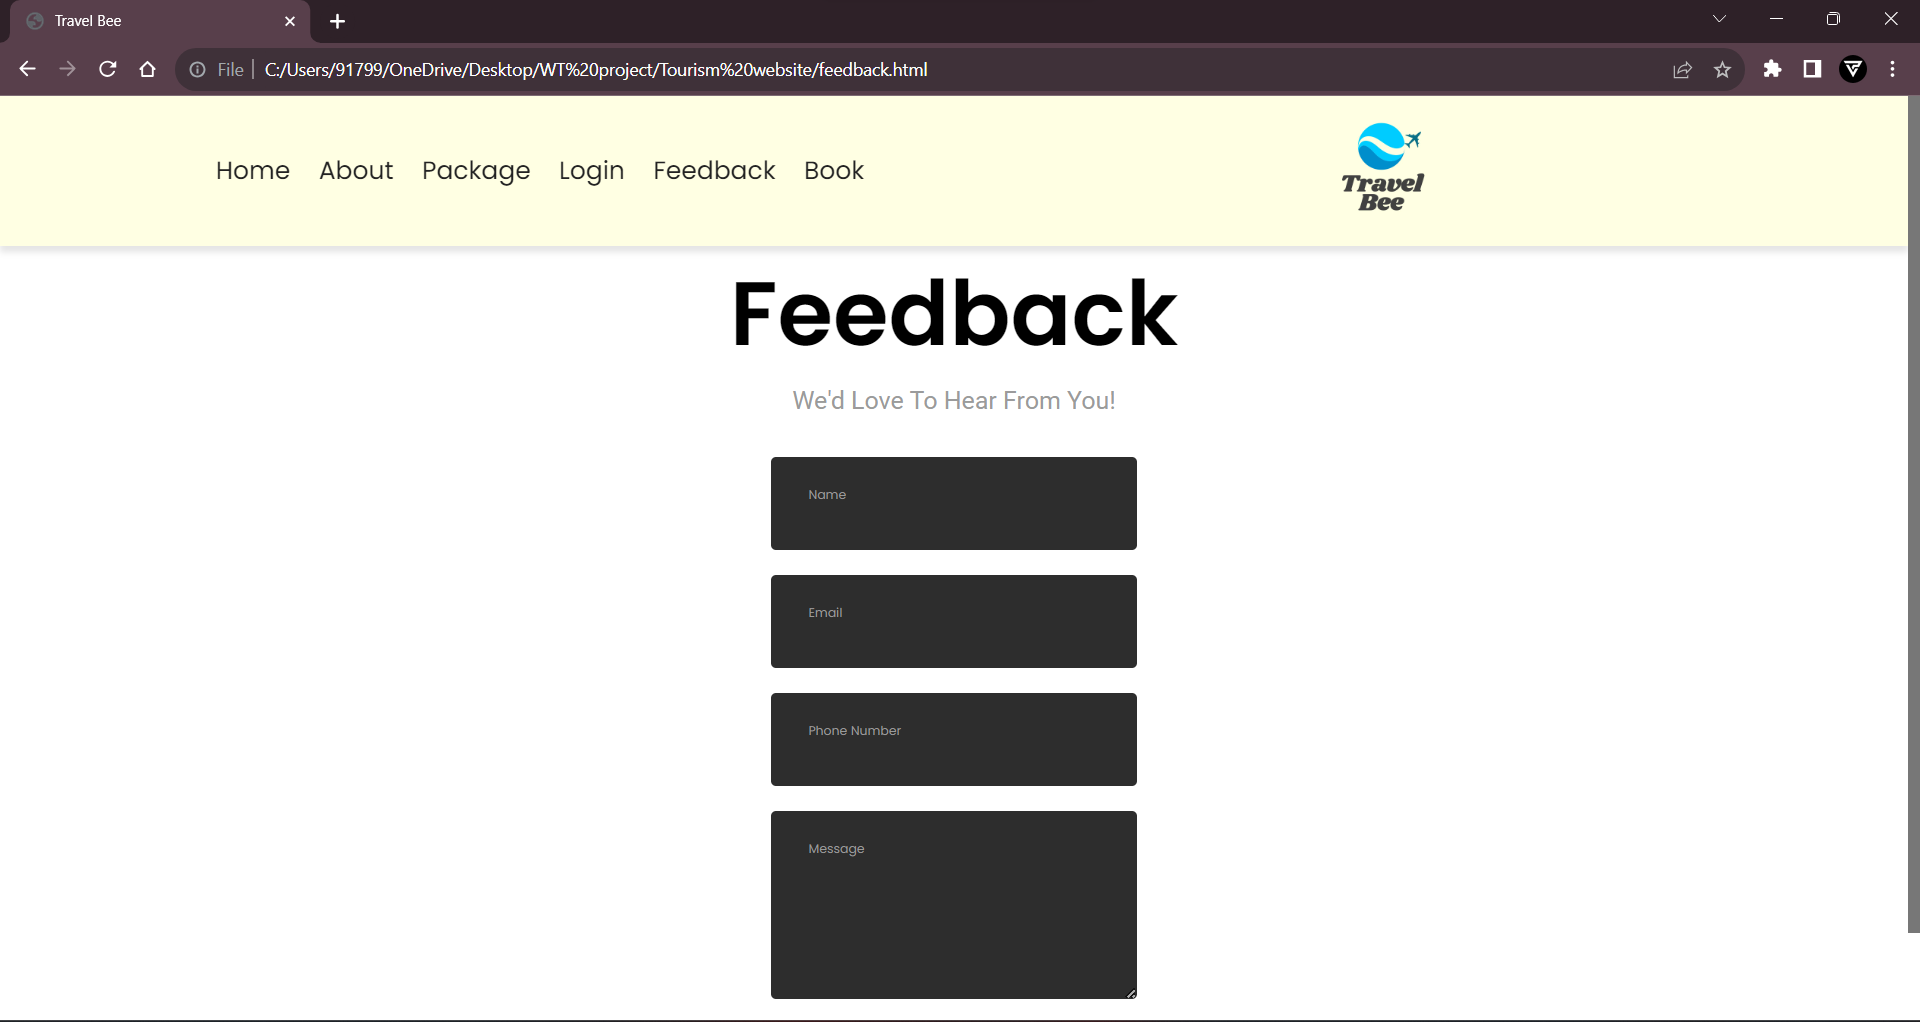 Travel Bee
File C:/Users/91799/OneDrive/Desktop/WT%20project/Tourism%20website/feedback.html
Home About Package Login Feedback Book
Travel
Bee
Feedback
We'd Love To Hear From You!
Name
Email
Phone Number
Message